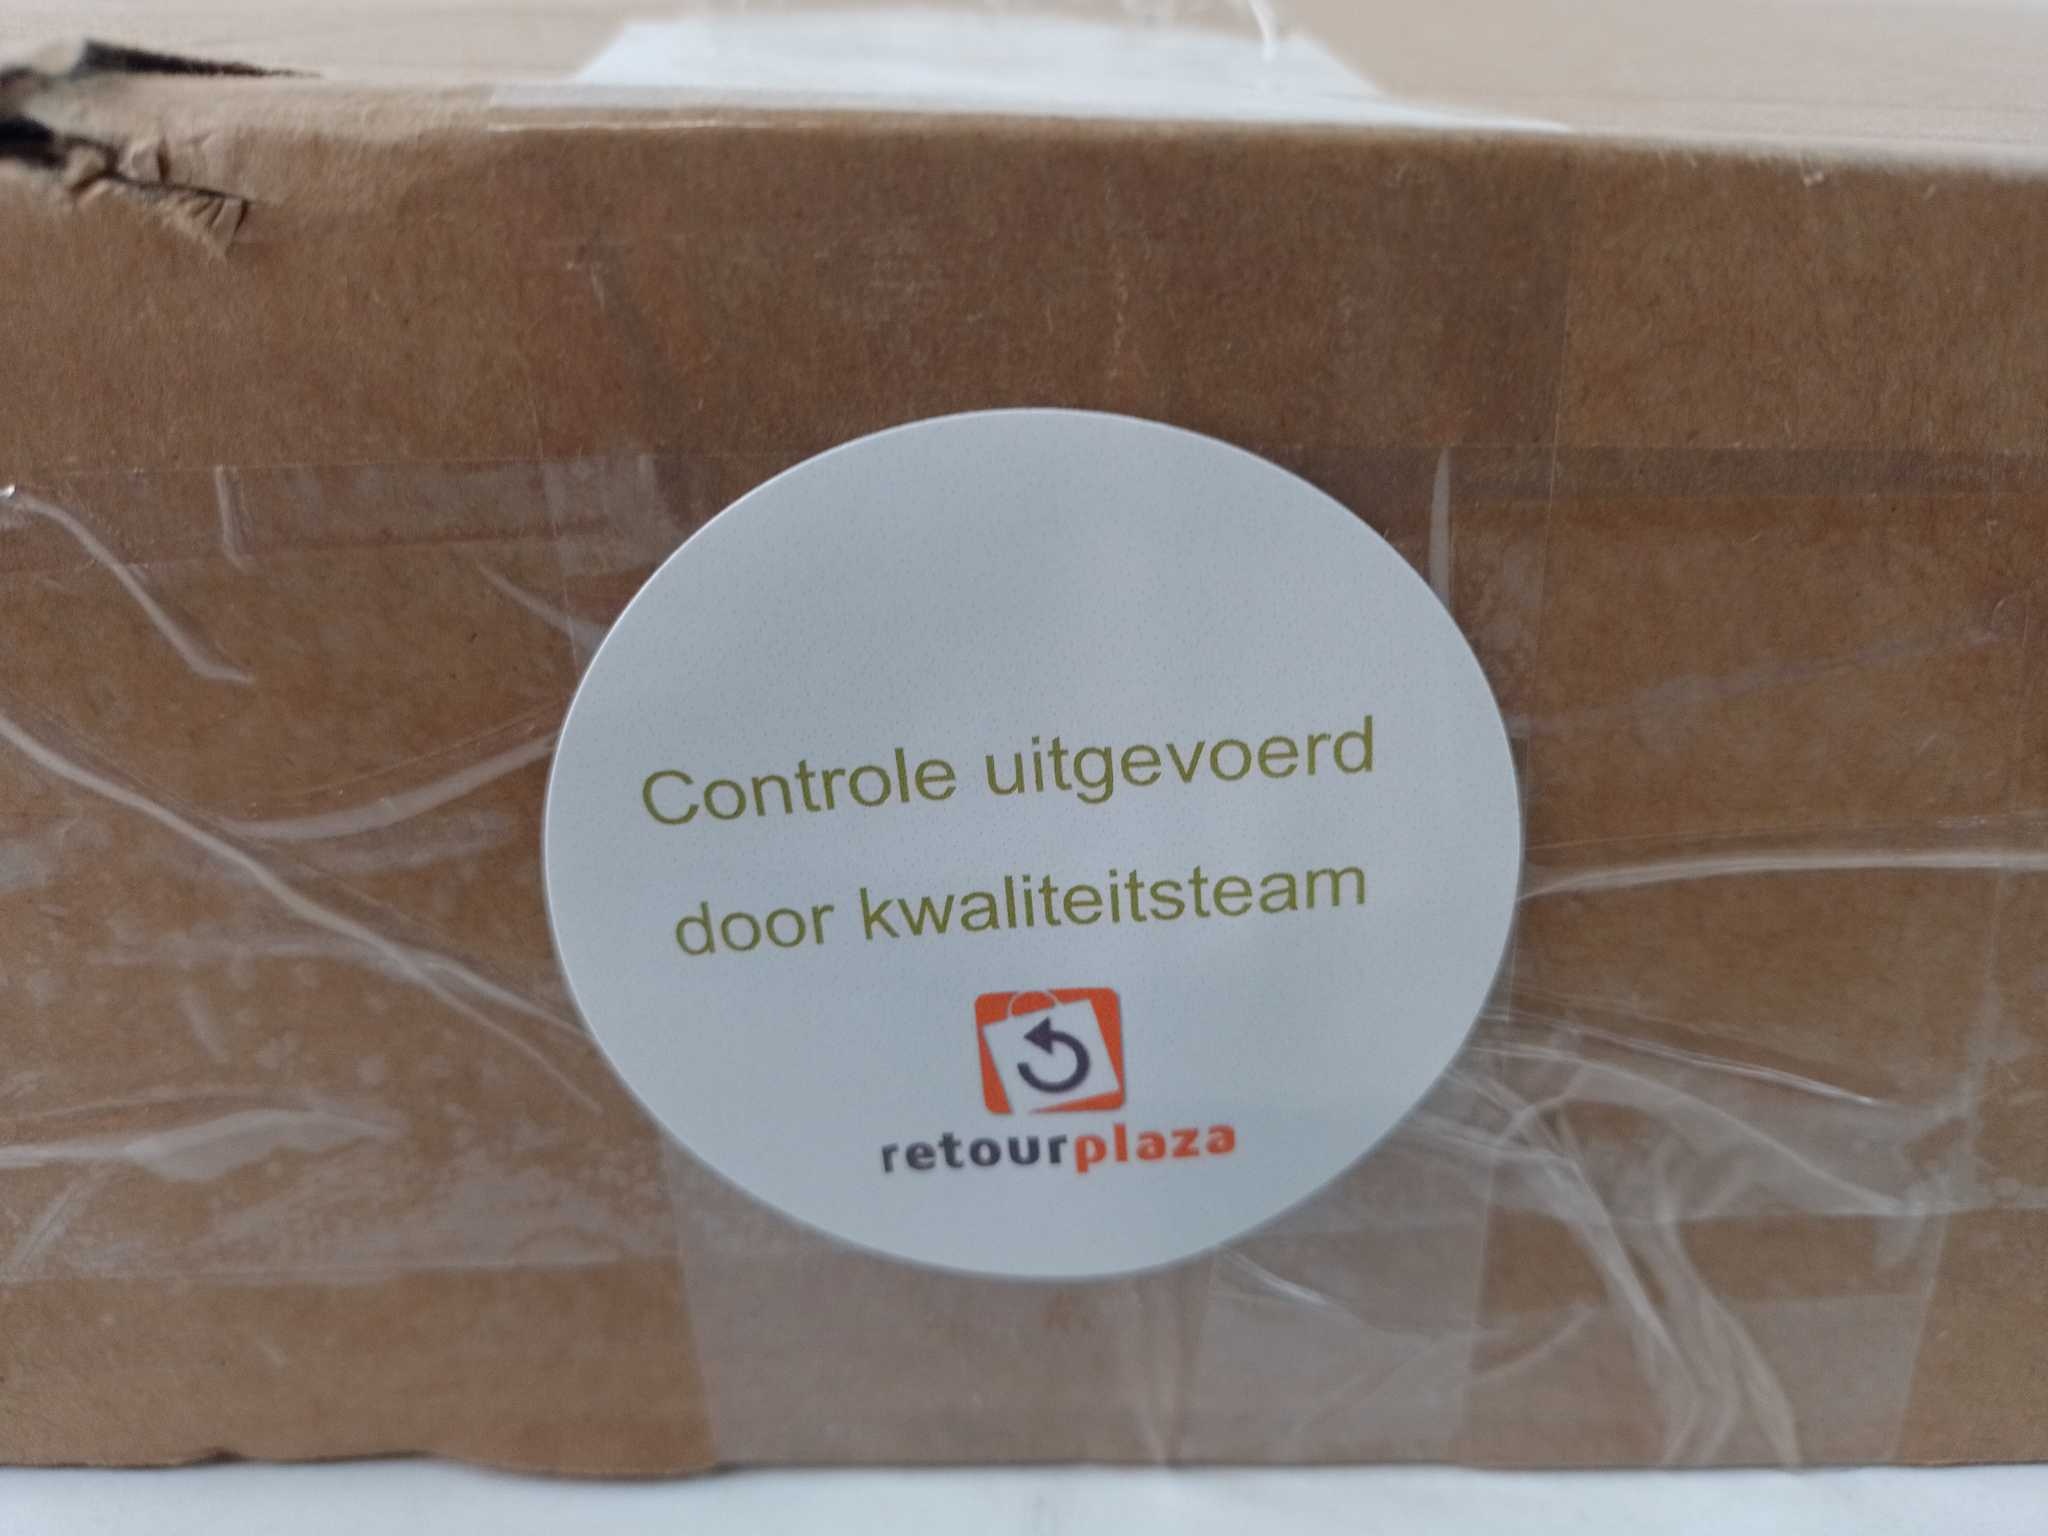 Controle uitgevoerd
door kwaliteitsteam
retourplaza